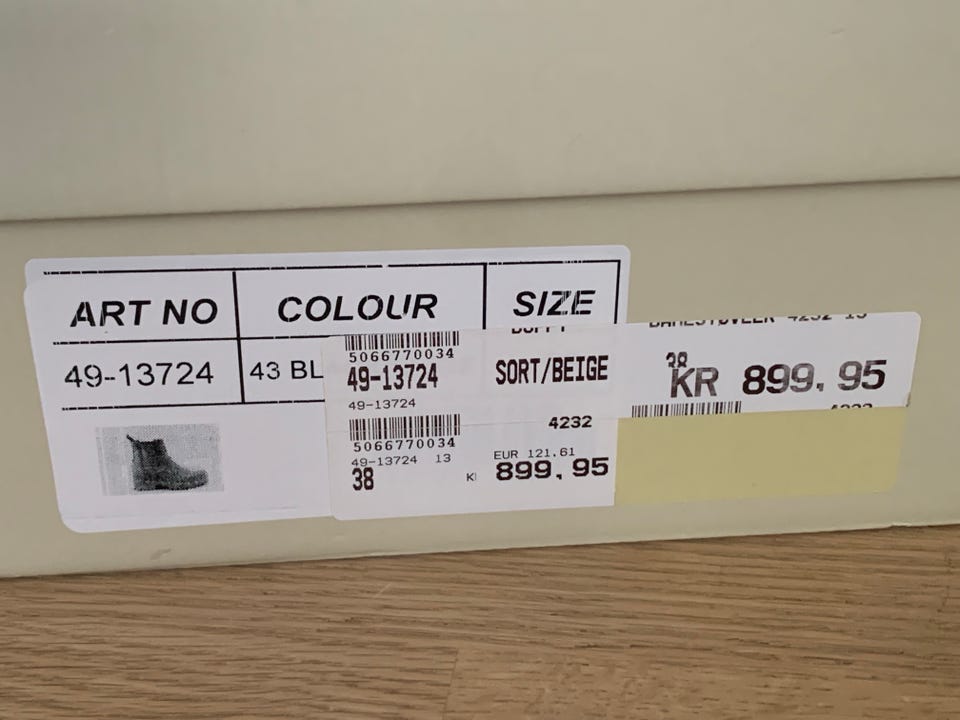 ART NO COLOUR SIZE
49-13724 43 BL
5066770034
49-13724 SORT/BEIGE 38 KR 899,95
49-13724
4232
5066770034
49-13724 13 EUR 121.61
38 899,95